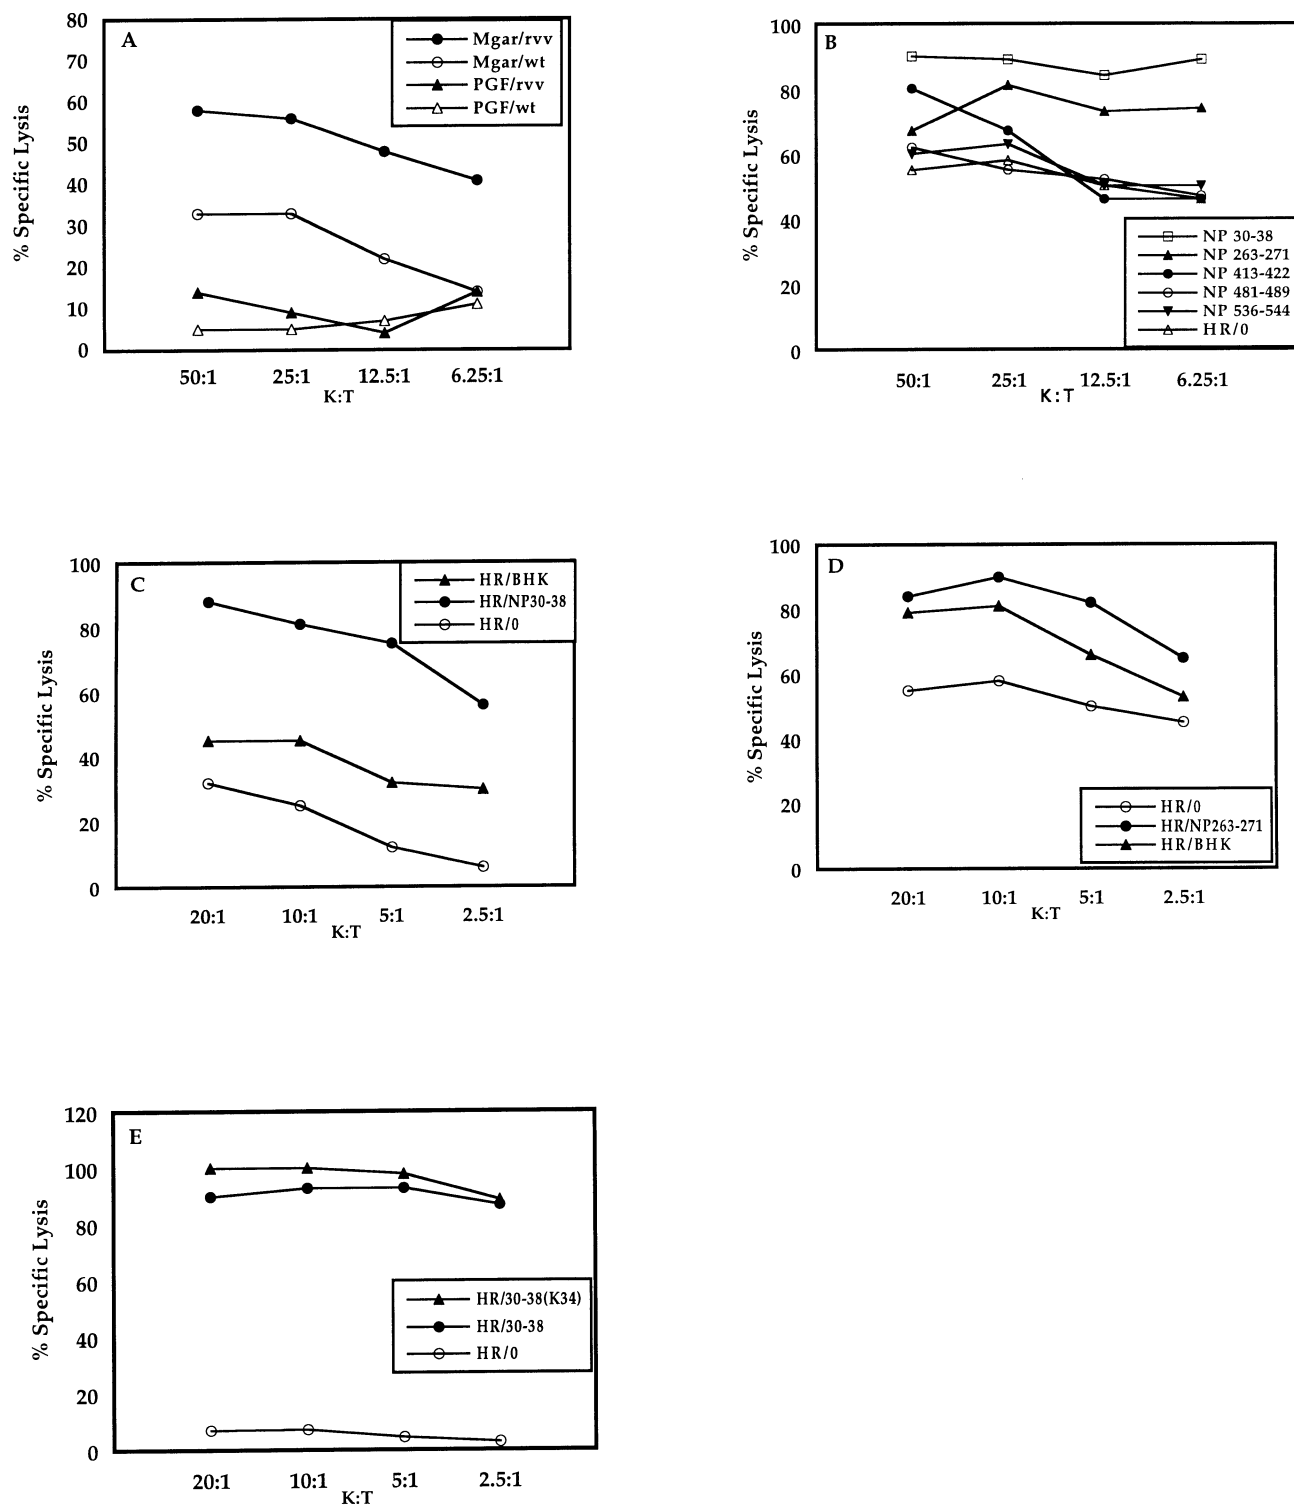 A
% Specific Lysis
80
70
60
50
40
30
20
10
0
Mgar/rvv
Mgar/wt
PGF/rvv
PGF/wt
50:1 25:1 12.5:1 6.25:1
K:T
B
% Specific Lysis
100
80
60
40
20
0
NP 30-38
NP 263-271
NP 413-422
NP 481-489
NP 536-544
HR/0
50:1 25:1 12.5:1 6.25:1
K:T
C
% Specific Lysis
100
80
60
40
20
0
HR/BHK
HR/NP30-38
HR/0
20:1 10:1 5:1 2.5:1
K:T
D
% Specific Lysis
100
80
60
40
20
0
HR/0
HR/NP263-271
HR/BHK
20:1 10:1 5:1 2.5:1
K:T
E
% Specific Lysis
120
100
80
60
40
20
0
HR/30-38(K34)
HR/30-38
HR/0
20:1 10:1 5:1 2.5:1
K:T